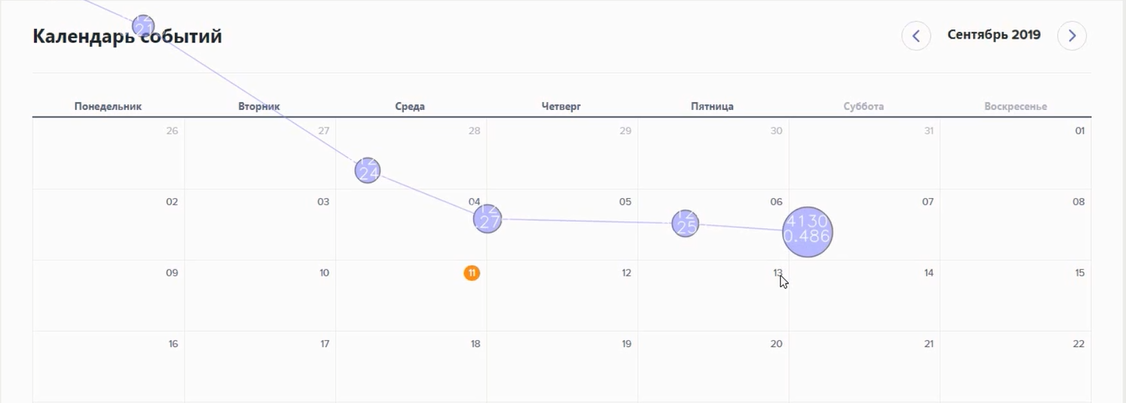 Календарь событий
Сентябрь 2019
Понедельник Вторник Среда Четверг Пятница Суббота Воскресенье
26 27 28 29 30 31 01
02 03 04 05 06 07 08
4130
0.486
09 10 11 12 13 14 15
16 17 18 19 20 21 22